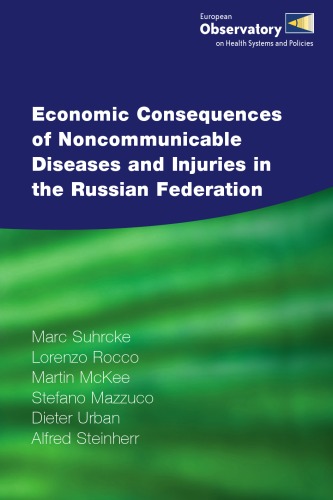 European
Observatory
on Health Systems and Policies
Economic Consequences
of Noncommunicable
Diseases and Injuries in
the Russian Federation
Marc Suhrcke
Lorenzo Rocco
Martin McKee
Stefano Mazzuco
Dieter Urban
Alfred Steinherr